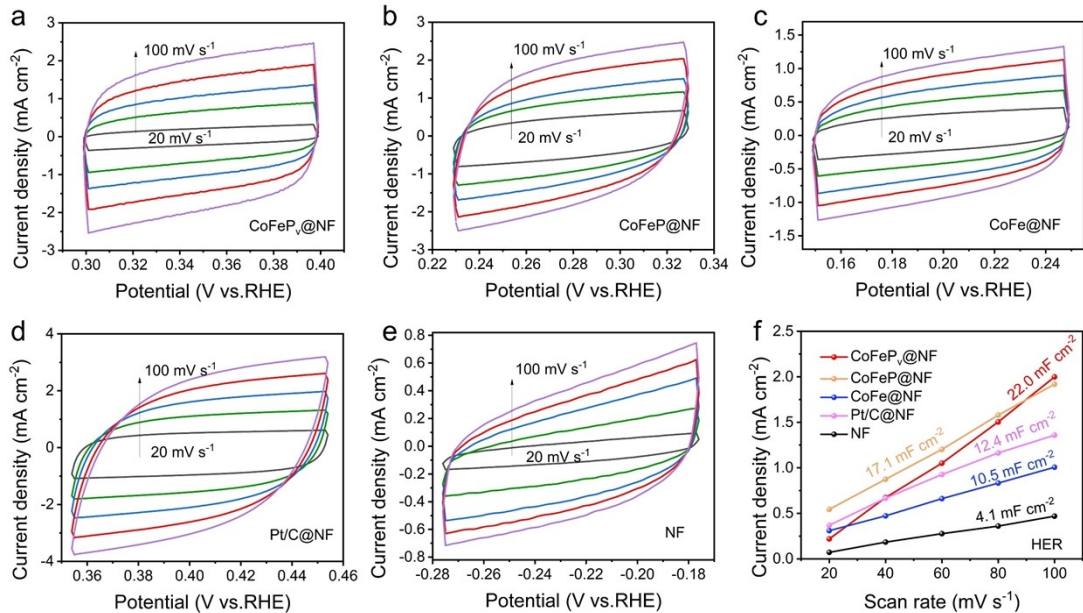 a
Current density (mA cm⁻²)
3
2
1
0
-1
-2
-3
100 mV s⁻¹
20 mV s⁻¹
CoFePᵥ@NF
0.30 0.32 0.34 0.36 0.38 0.40
Potential (V vs.RHE)
b
Current density (mA cm⁻²)
3
2
1
0
-1
-2
-3
100 mV s⁻¹
20 mV s⁻¹
CoFeP@NF
0.22 0.24 0.26 0.28 0.30 0.32 0.34
Potential (V vs.RHE)
c
Current density (mA cm⁻²)
1.5
1.0
0.5
0.0
-0.5
-1.0
-1.5
100 mV s⁻¹
20 mV s⁻¹
CoFe@NF
0.16 0.18 0.20 0.22 0.24
Potential (V vs.RHE)
d
Current density (mA cm⁻²)
4
2
0
-2
-4
100 mV s⁻¹
20 mV s⁻¹
Pt/C@NF
0.36 0.38 0.40 0.42 0.44 0.46
Potential (V vs.RHE)
e
Current density (mA cm⁻²)
0.8
0.6
0.4
0.2
0.0
-0.2
-0.4
-0.6
-0.8
100 mV s⁻¹
20 mV s⁻¹
NF
-0.28 -0.26 -0.24 -0.22 -0.20 -0.18
Potential (V vs.RHE)
f
Current density (mA cm⁻²)
2.5
2.0
1.5
1.0
0.5
0.0
CoFePᵥ@NF
CoFeP@NF
CoFe@NF
Pt/C@NF
NF
22.0 mF cm⁻²
17.1 mF cm⁻²
12.4 mF cm⁻²
10.5 mF cm⁻²
4.1 mF cm⁻²
HER
20 40 60 80 100
Scan rate (mV s⁻¹)